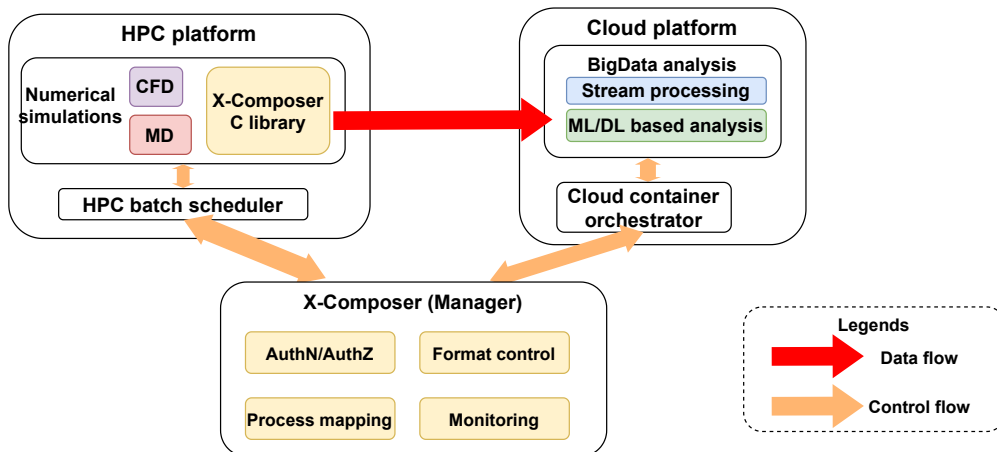 HPC platform
Numerical
simulations
CFD
MD
X-Composer
C library
HPC batch scheduler
Cloud platform
BigData analysis
Stream processing
ML/DL based analysis
Cloud container
orchestrator
X-Composer (Manager)
AuthN/AuthZ
Format control
Process mapping
Monitoring
Legends
Data flow
Control flow